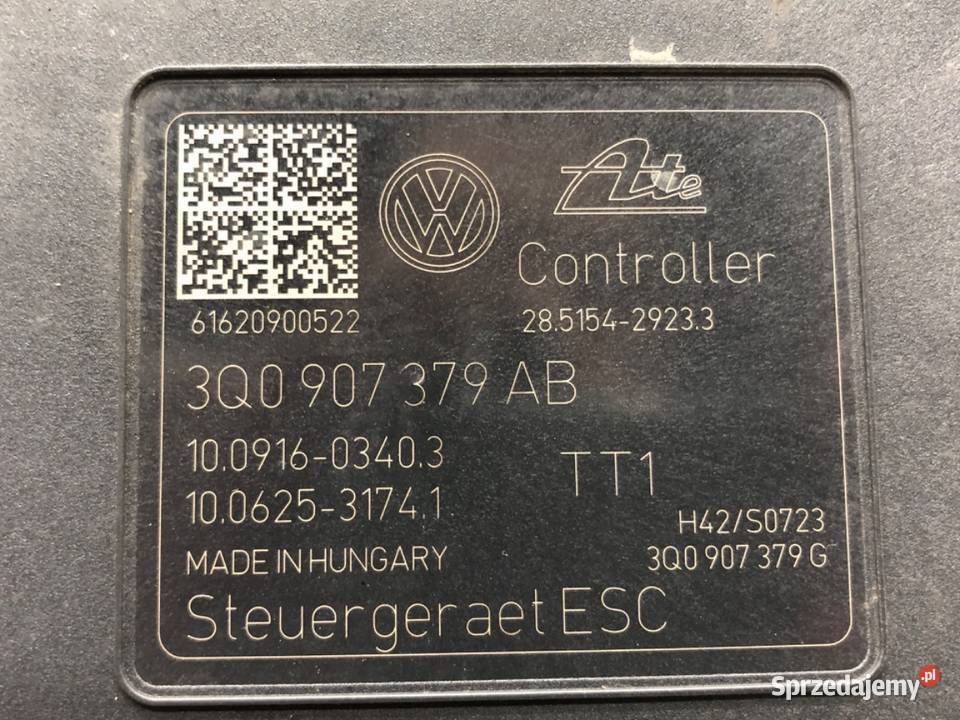 Ate
Controller
61620900522
28.5154-2923.3
3Q0 907 379 AB
10.0916-0340.3
10.0625-3174.1
TT1
H42/S0723
MADE IN HUNGARY
3Q0 907 379 G
Steuergeraet ESC
Sprzedajemy.pl